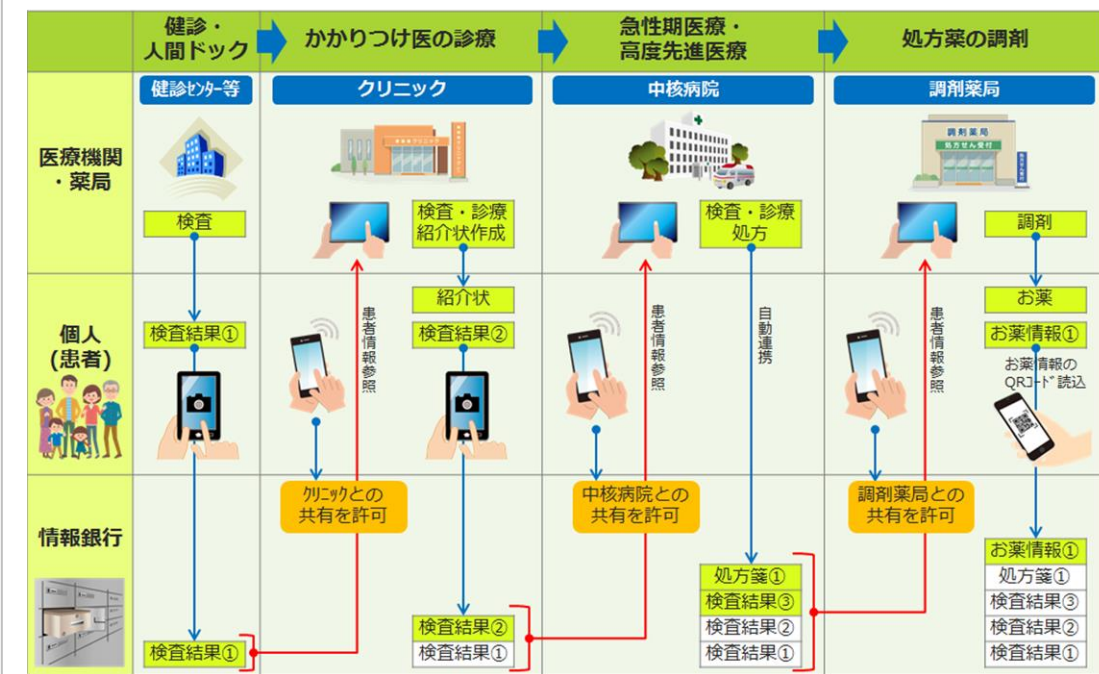 健診・
人間ドック
かかりつけ医の診療
急性期医療・
高度先進医療
処方薬の調剤
医療機関
・薬局
健診ｾﾝﾀｰ等
クリニック
中核病院
調剤薬局
調剤薬局
処方せん受付
検査
検査・診療
紹介状作成
検査・診療
処方
調剤
個人
(患者)
検査結果①
患者情報参照
紹介状
検査結果②
患者情報参照
自動連携
患者情報参照
お薬
お薬情報①
お薬情報の
QRｺｰﾄﾞ読込
情報銀行
ｸﾘﾆｯｸとの
共有を許可
中核病院との
共有を許可
調剤薬局との
共有を許可
検査結果①
検査結果②
検査結果①
処方箋①
検査結果③
検査結果②
検査結果①
お薬情報①
処方箋①
検査結果③
検査結果②
検査結果①